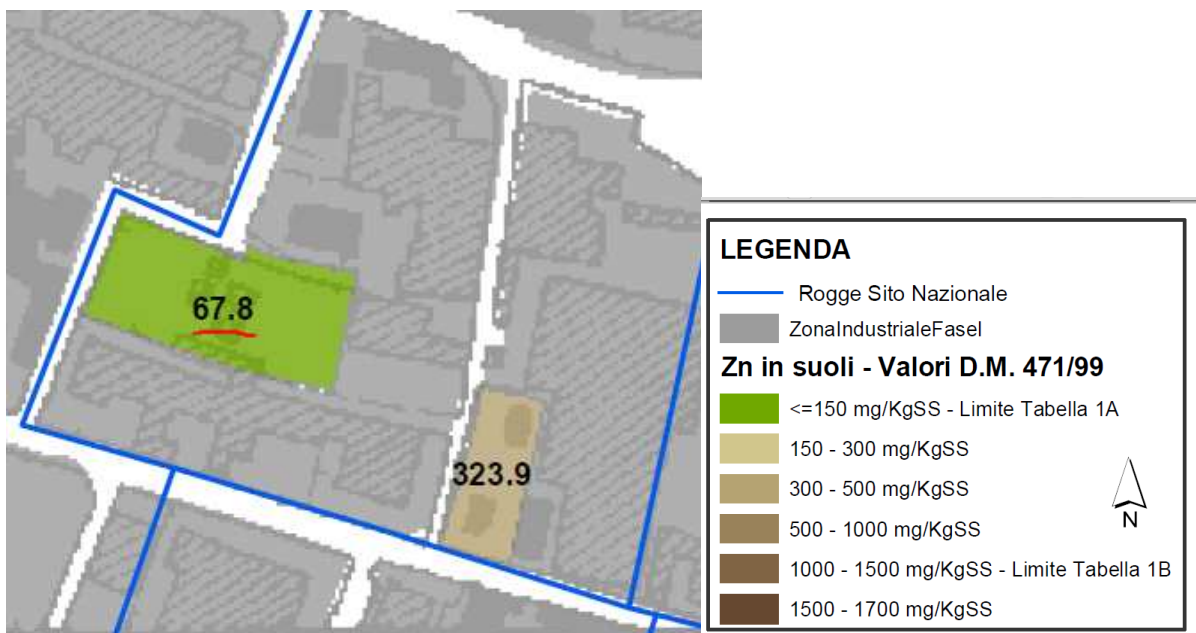 67.8
323.9
LEGENDA
Rogge Sito Nazionale
ZonaIndustrialeFasel
Zn in suoli - Valori D.M. 471/99
<=150 mg/KgSS - Limite Tabella 1A
150 - 300 mg/KgSS
300 - 500 mg/KgSS
500 - 1000 mg/KgSS
1000 - 1500 mg/KgSS - Limite Tabella 1B
1500 - 1700 mg/KgSS
N